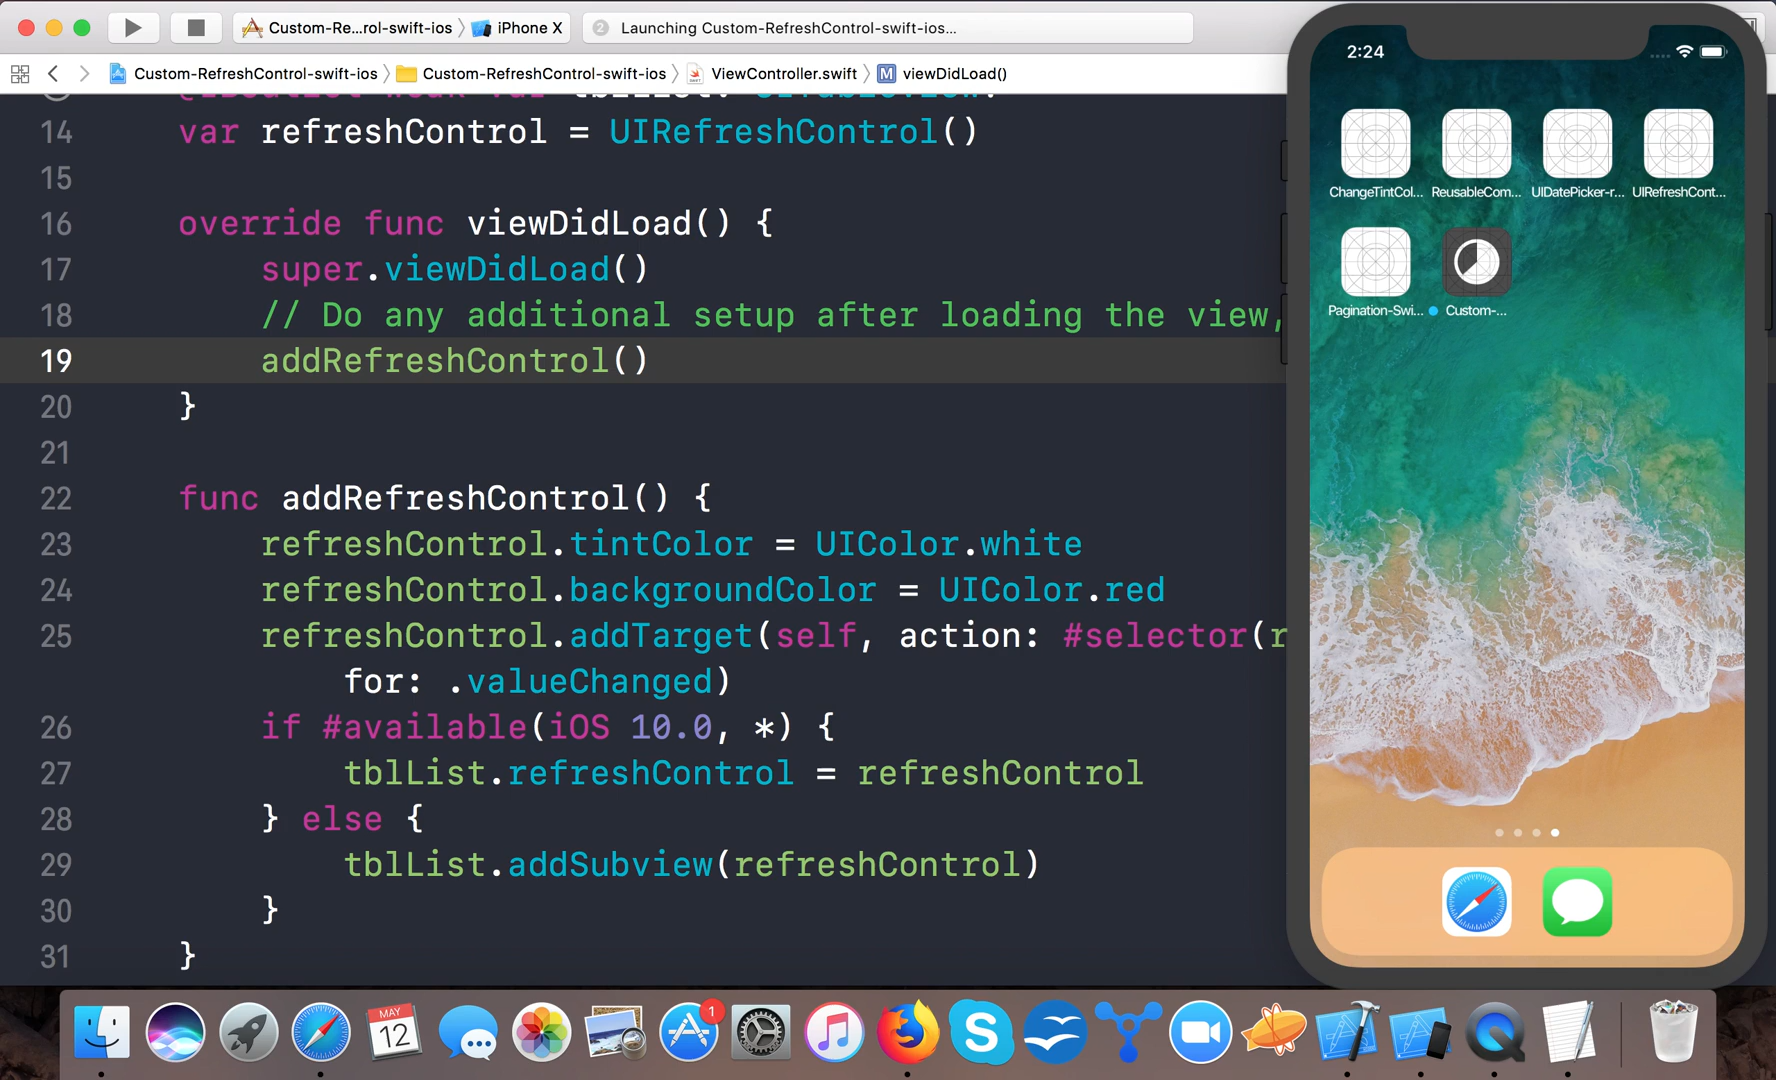 Custom-Re...rol-swift-ios
iPhone X
2
Launching Custom-RefreshControl-swift-ios...
Custom-RefreshControl-swift-ios
Custom-RefreshControl-swift-ios
ViewController.swift
M
viewDidLoad()
14 var refreshControl = UIRefreshControl()
15
16 override func viewDidLoad() {
17 super.viewDidLoad()
18 // Do any additional setup after loading the view,
19 addRefreshControl()
20 }
21
22 func addRefreshControl() {
23 refreshControl.tintColor = UIColor.white
24 refreshControl.backgroundColor = UIColor.red
25 refreshControl.addTarget(self, action: #selector(r
for: .valueChanged)
26 if #available(iOS 10.0, *) {
27 tblList.refreshControl = refreshControl
28 } else {
29 tblList.addSubview(refreshControl)
30 }
31 }
2:24
ChangeTintCol...
ReusableCom...
UIDatePicker-r...
UIRefreshCont...
Pagination-Swi...
Custom-...
MAY
12
1
S